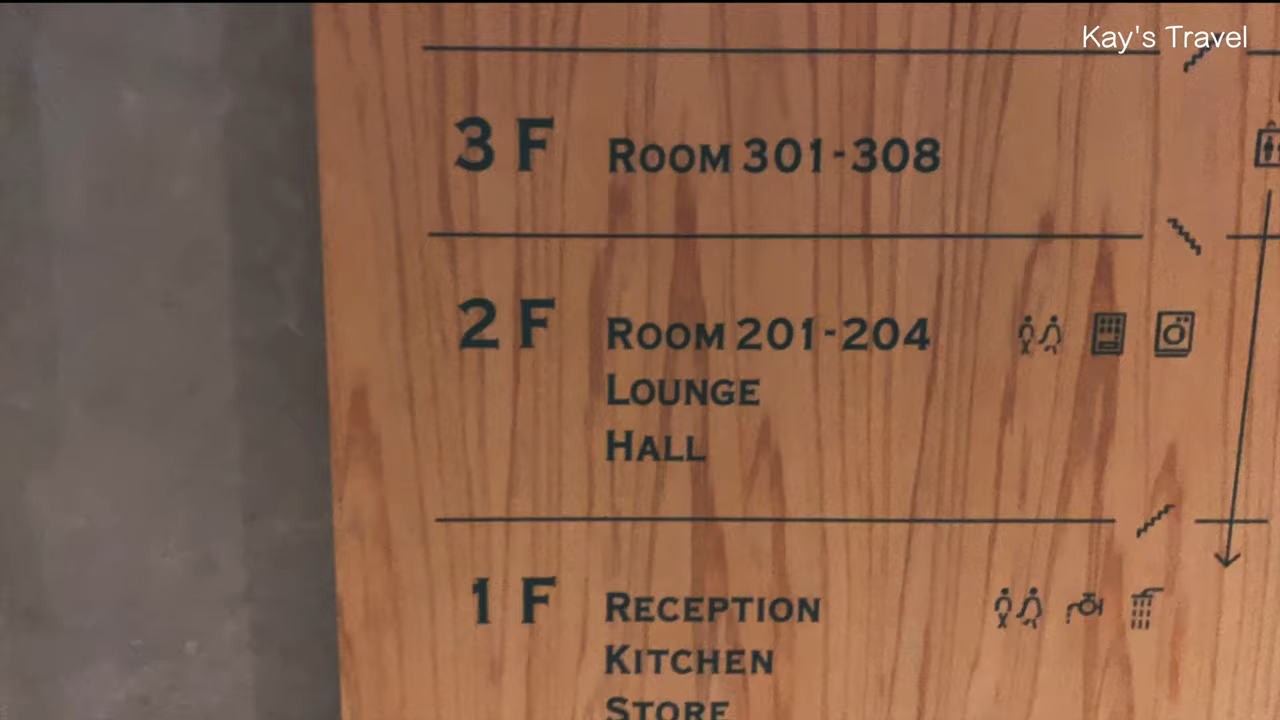 Kay's Travel
3 F ROOM 301-308
2 F ROOM 201-204
LOUNGE
HALL
1 F RECEPTION
KITCHEN
STORE